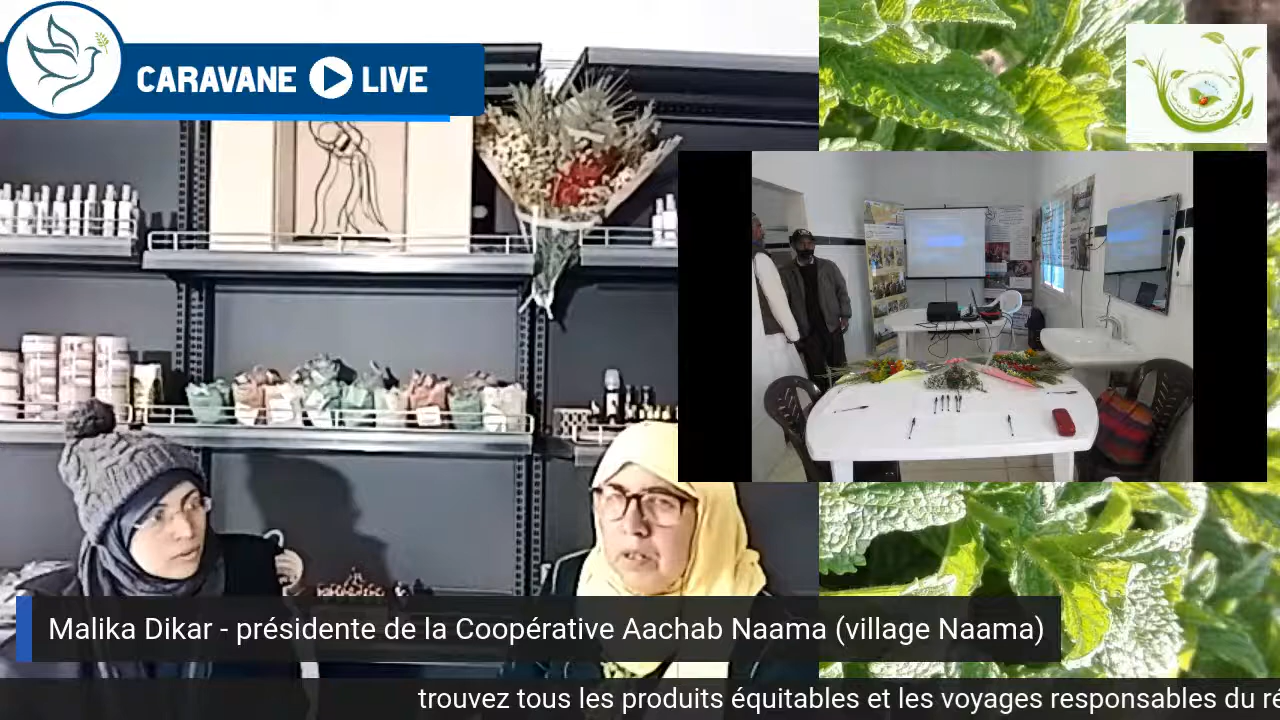 CARAVANE LIVE
Malika Dikar - présidente de la Coopérative Aachab Naama (village Naama)
trouvez tous les produits équitables et les voyages responsables du ré